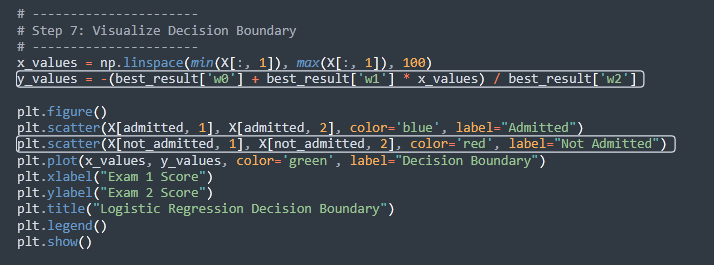 # ----------------------
# Step 7: Visualize Decision Boundary
# ----------------------
x_values = np.linspace(min(X[:, 1]), max(X[:, 1]), 100)
y_values = -(best_result['w0'] + best_result['w1'] * x_values) / best_result['w2']
plt.figure()
plt.scatter(X[admitted, 1], X[admitted, 2], color='blue', label="Admitted")
plt.scatter(X[not_admitted, 1], X[not_admitted, 2], color='red', label="Not Admitted")
plt.plot(x_values, y_values, color='green', label="Decision Boundary")
plt.xlabel("Exam 1 Score")
plt.ylabel("Exam 2 Score")
plt.title("Logistic Regression Decision Boundary")
plt.legend()
plt.show()